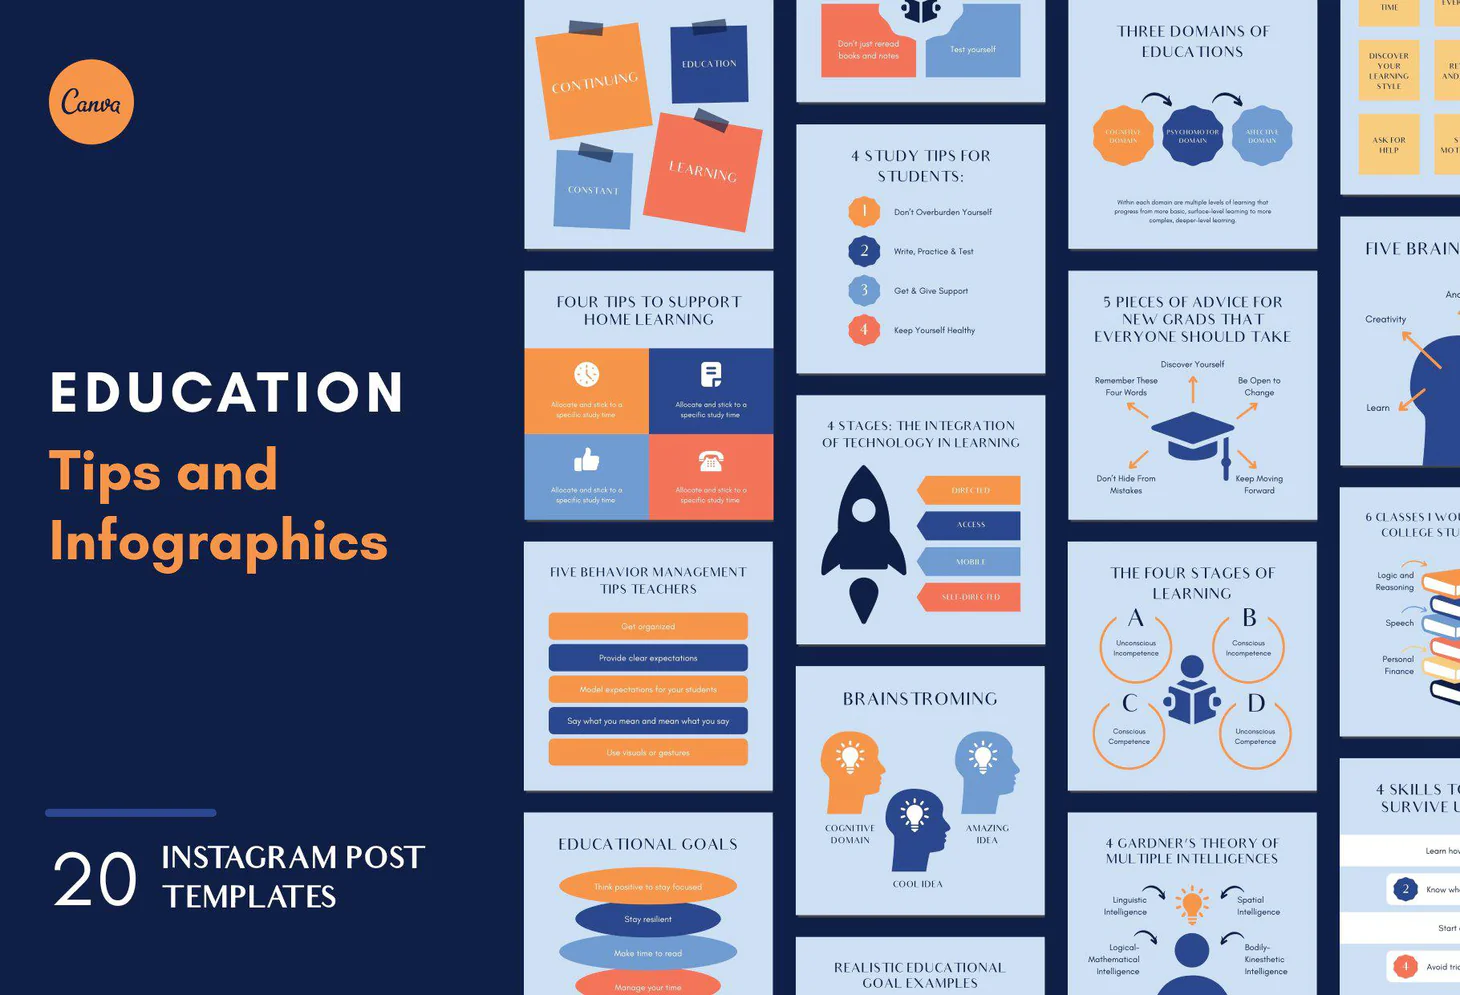 Canva
EDUCATION
Tips and
Infographics
20
INSTAGRAM POST
TEMPLATES
CONTINUING
EDUCATION
CONSTANT
LEARNING
FOUR TIPS TO SUPPORT
HOME LEARNING
Allocate and stick to a
specific study time
Allocate and stick to a
specific study time
Allocate and stick to a
specific study time
Allocate and stick to a
specific study time
FIVE BEHAVIOR MANAGEMENT
TIPS TEACHERS
Get organized
Provide clear expectations
Model expectations for your students
Say what you mean and mean what you say
Use visuals or gestures
EDUCATIONAL GOALS
Think positive to stay focused
Stay resilient
Make time to read
Manage your time
Don't just reread
books and notes
Test yourself
4 STUDY TIPS FOR
STUDENTS:
1 Don't Overburden Yourself
2 Write, Practice & Test
3 Get & Give Support
4 Keep Yourself Healthy
4 STAGES: THE INTEGRATION
OF TECHNOLOGY IN LEARNING
DIRECTED
ACCESS
MOBILE
SELF-DIRECTED
BRAINSTROMING
COGNITIVE
DOMAIN
COOL IDEA
AMAZING
IDEA
REALISTIC EDUCATIONAL
GOAL EXAMPLES
THREE DOMAINS OF
EDUCATIONS
COGNITIVE
DOMAIN
PSYCHOMOTOR
DOMAIN
AFFECTIVE
DOMAIN
Within each domain are multiple levels of learning that
progress from more basic, surface-level learning to more
complex, deeper-level learning.
5 PIECES OF ADVICE FOR
NEW GRADS THAT
EVERYONE SHOULD TAKE
Discover Yourself
Remember These
Four Words
Be Open to
Change
Don't Hide From
Mistakes
Keep Moving
Forward
THE FOUR STAGES OF
LEARNING
A
Unconscious
Incompetence
B
Conscious
Incompetence
C
Conscious
Competence
D
Unconscious
Competence
4 GARDNER'S THEORY OF
MULTIPLE INTELLIGENCES
Linguistic
Intelligence
Spatial
Intelligence
Logical-
Mathematical
Intelligence
Bodily-
Kinesthetic
Intelligence
TIME
DISCOVER
YOUR
LEARNING
STYLE
ASK FOR
HELP
FIVE BRAIN
Creativity
Learn
6 CLASSES I WOU
COLLEGE STU
Logic and
Reasoning
Speech
Personal
Finance
4 SKILLS TO
SURVIVE U
Learn how
2 Know wh
Start
4 Avoid tri